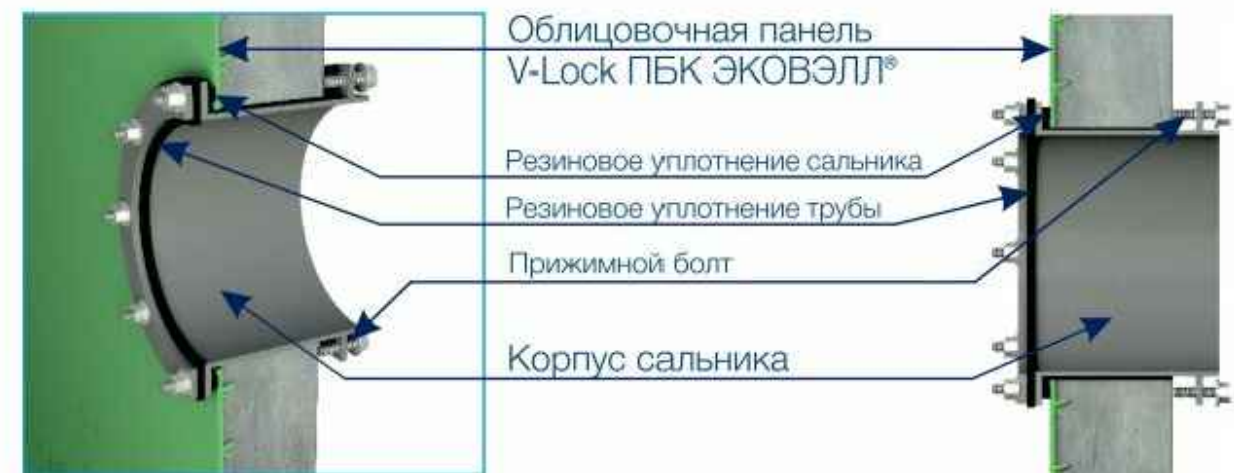 Облицовочная панель
V-Lock ПБК ЭКОВЭЛЛ®
Резиновое уплотнение сальника
Резиновое уплотнение трубы
Прижимной болт
Корпус сальника